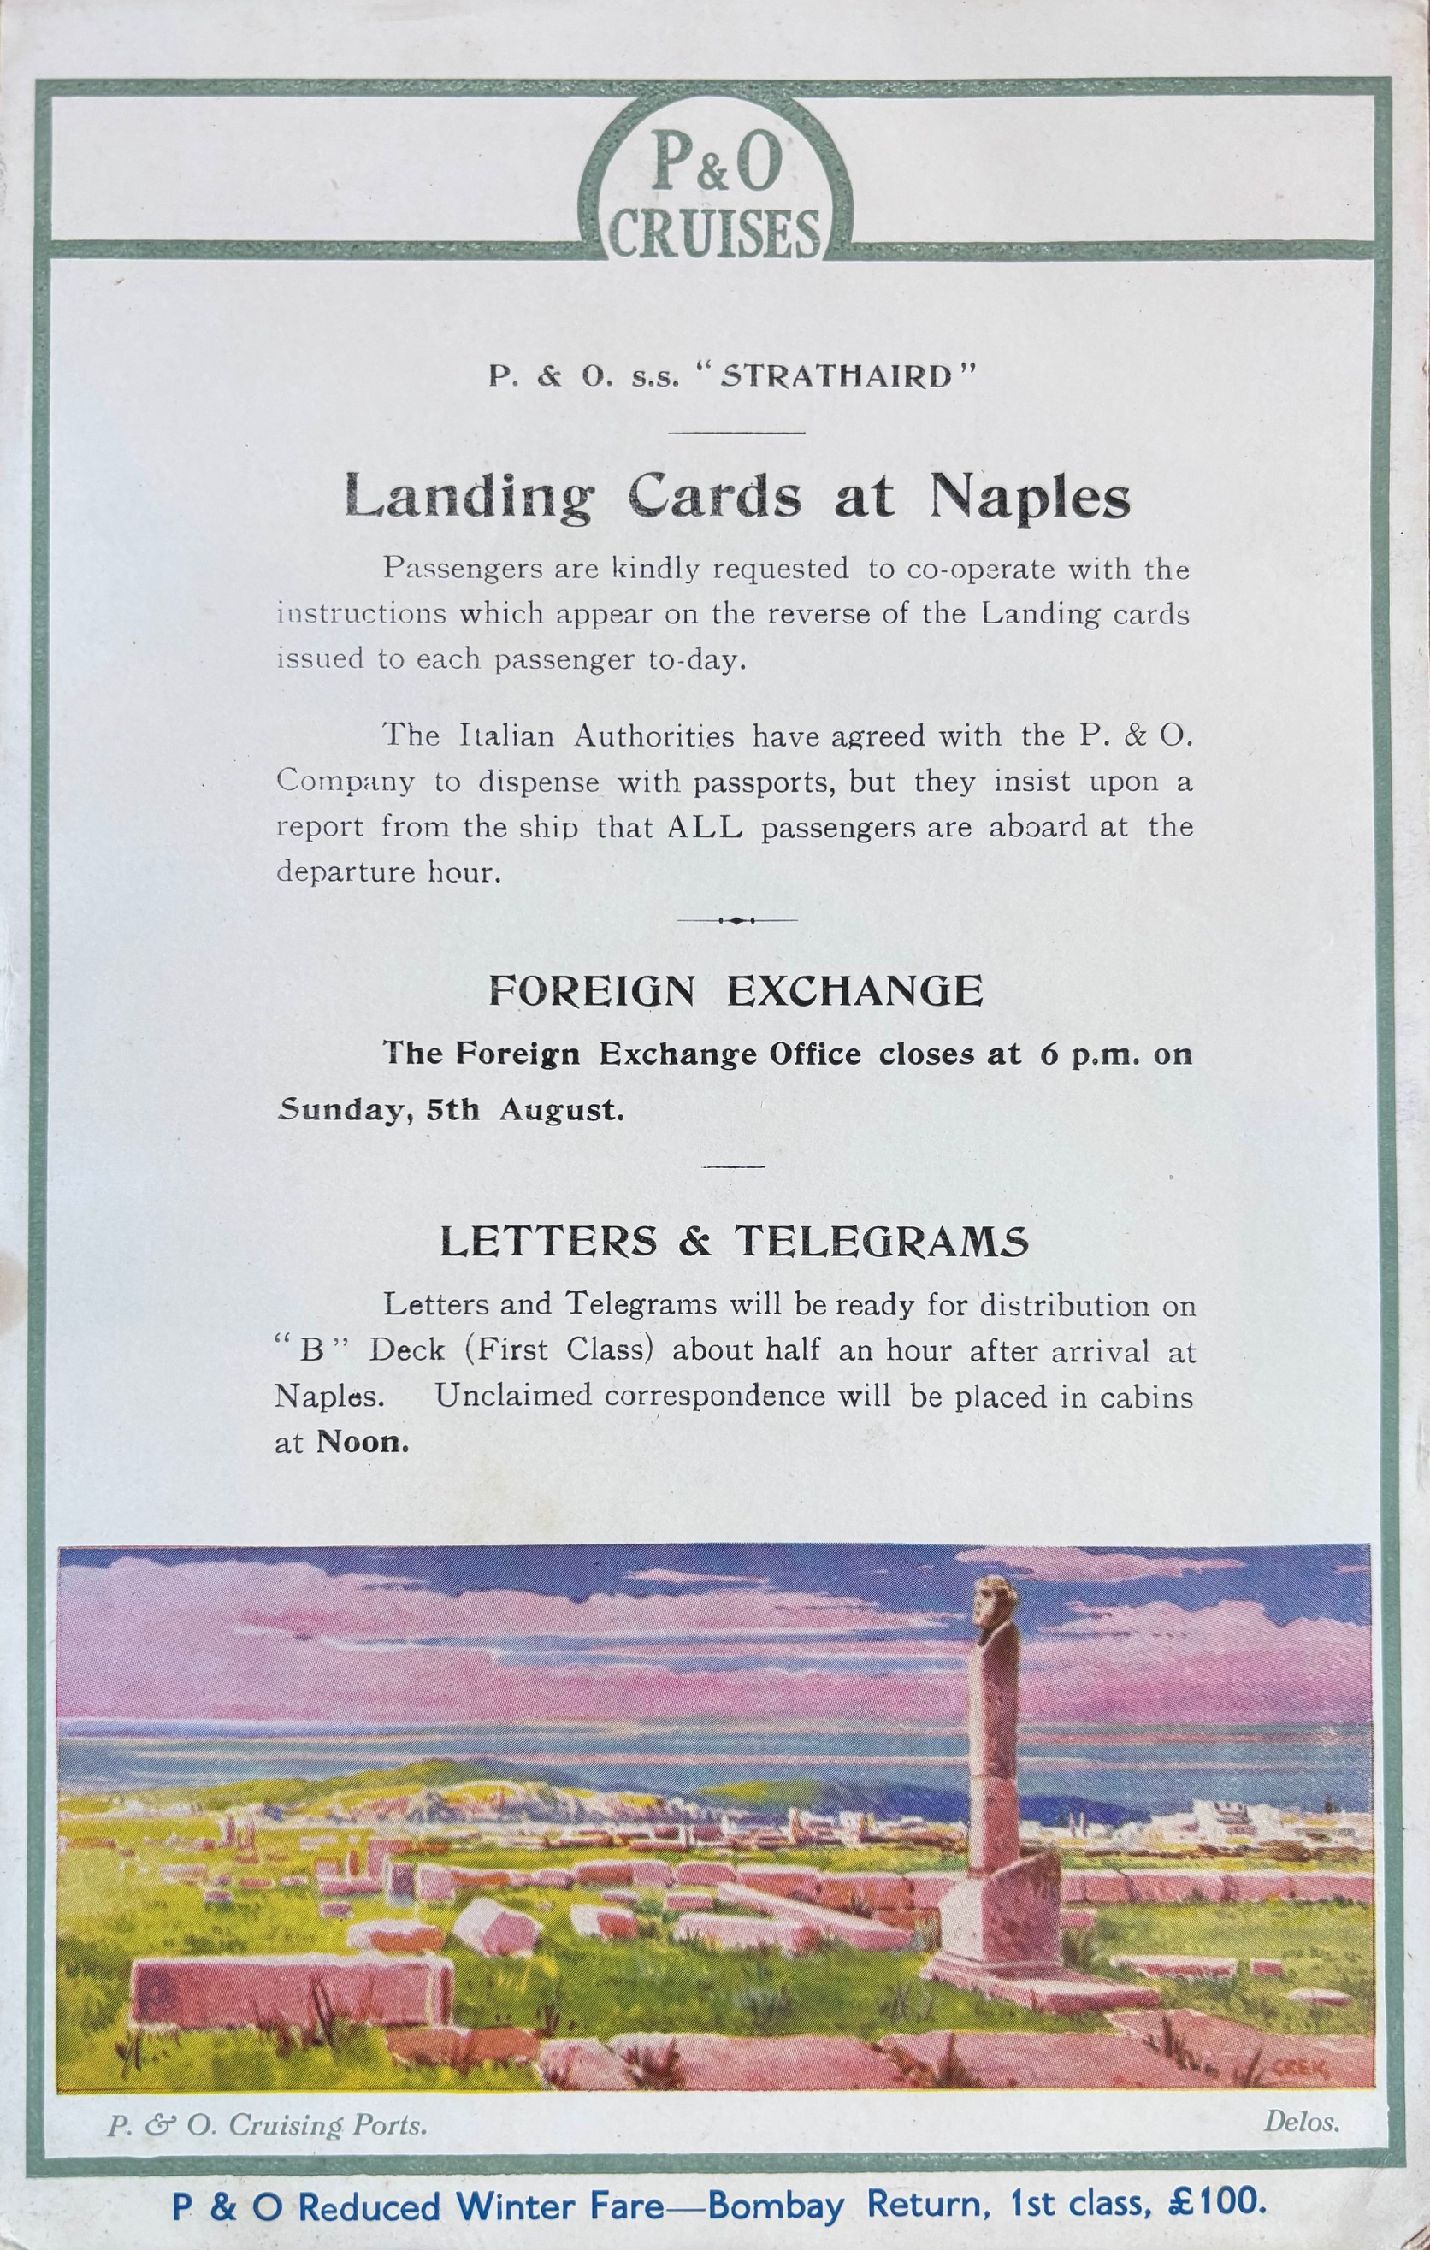 P & O
CRUISES
P. & O. s.s. “STRATHAIRD”
Landing Cards at Naples
Passengers are kindly requested to co-operate with the
instructions which appear on the reverse of the Landing cards
issued to each passenger to-day.
The Italian Authorities have agreed with the P. & O.
Company to dispense with passports, but they insist upon a
report from the ship that ALL passengers are aboard at the
departure hour.
FOREIGN EXCHANGE
The Foreign Exchange Office closes at 6 p.m. on
Sunday, 5th August.
LETTERS & TELEGRAMS
Letters and Telegrams will be ready for distribution on
“B” Deck (First Class) about half an hour after arrival at
Naples. Unclaimed correspondence will be placed in cabins
at Noon.
P. & O. Cruising Ports. Delos.
P & O Reduced Winter Fare—Bombay Return, 1st class, £100.